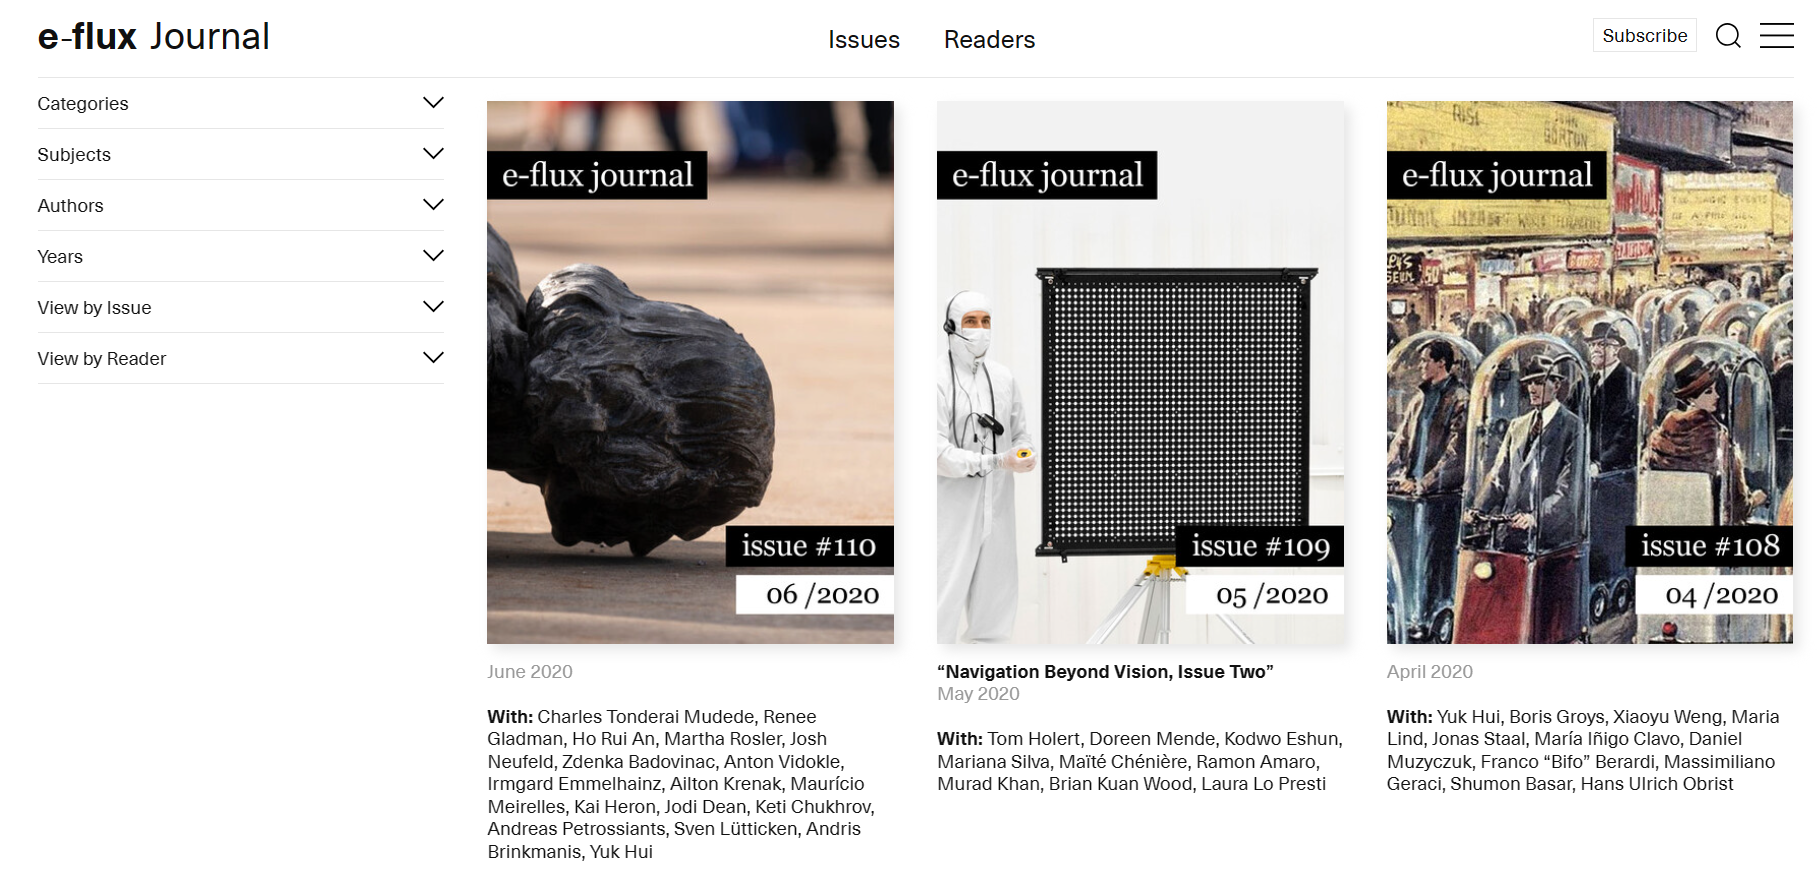 e-flux Journal
Issues
Readers
Subscribe
Categories
Subjects
Authors
Years
View by Issue
View by Reader
e-flux journal
issue #110
06 /2020
June 2020
With: Charles Tonderai Mudede, Renee
Gladman, Ho Rui An, Martha Rosler, Josh
Neufeld, Zdenka Badovinac, Anton Vidokle,
Irmgard Emmelhainz, Ailton Krenak, Maurício
Meirelles, Kai Heron, Jodi Dean, Keti Chukhrov,
Andreas Petrossiants, Sven Lütticken, Andris
Brinkmanis, Yuk Hui
e-flux journal
issue #109
05 /2020
“Navigation Beyond Vision, Issue Two”
May 2020
With: Tom Holert, Doreen Mende, Kodwo Eshun,
Mariana Silva, Maïté Chénière, Ramon Amaro,
Murad Khan, Brian Kuan Wood, Laura Lo Presti
GORTON
e-flux journal
issue #108
04 /2020
April 2020
With: Yuk Hui, Boris Groys, Xiaoyu Weng, Maria
Lind, Jonas Staal, María Iñigo Clavo, Daniel
Muzyczuk, Franco “Bifo” Berardi, Massimiliano
Geraci, Shumon Basar, Hans Ulrich Obrist